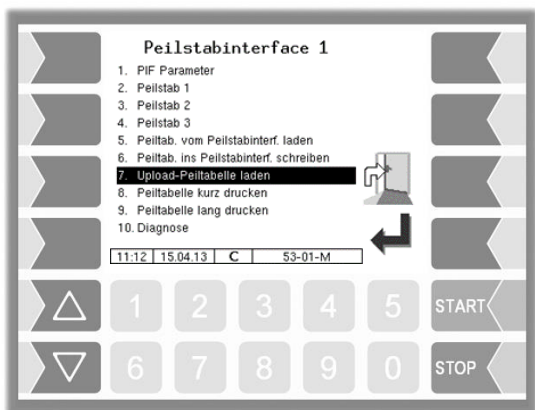 Peilstabinterface 1
1. PIF Parameter
2. Peilstab 1
3. Peilstab 2
4. Peilstab 3
5. Peiltab. vom Peilstabinterf. laden
6. Peiltab. ins Peilstabinterf. schreiben
7. Upload-Peiltabelle laden
8. Peiltabelle kurz drucken
9. Peiltabelle lang drucken
10. Diagnose
11:12 15.04.13 C 53-01-M
1 2 3 4 5 START
6 7 8 9 0 STOP